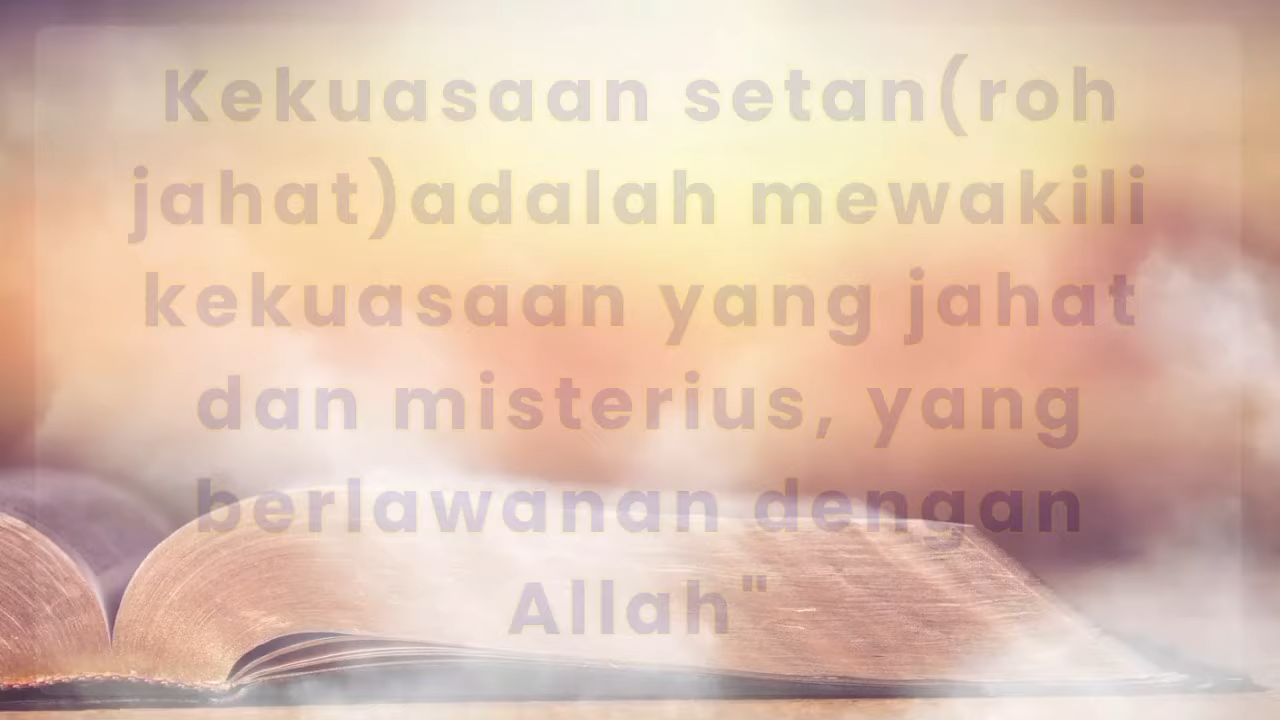 Kekuasaan setan(roh
jahat)adalah mewakili
kekuasaan yang jahat
dan misterius, yang
berlawanan dengan
Allah"